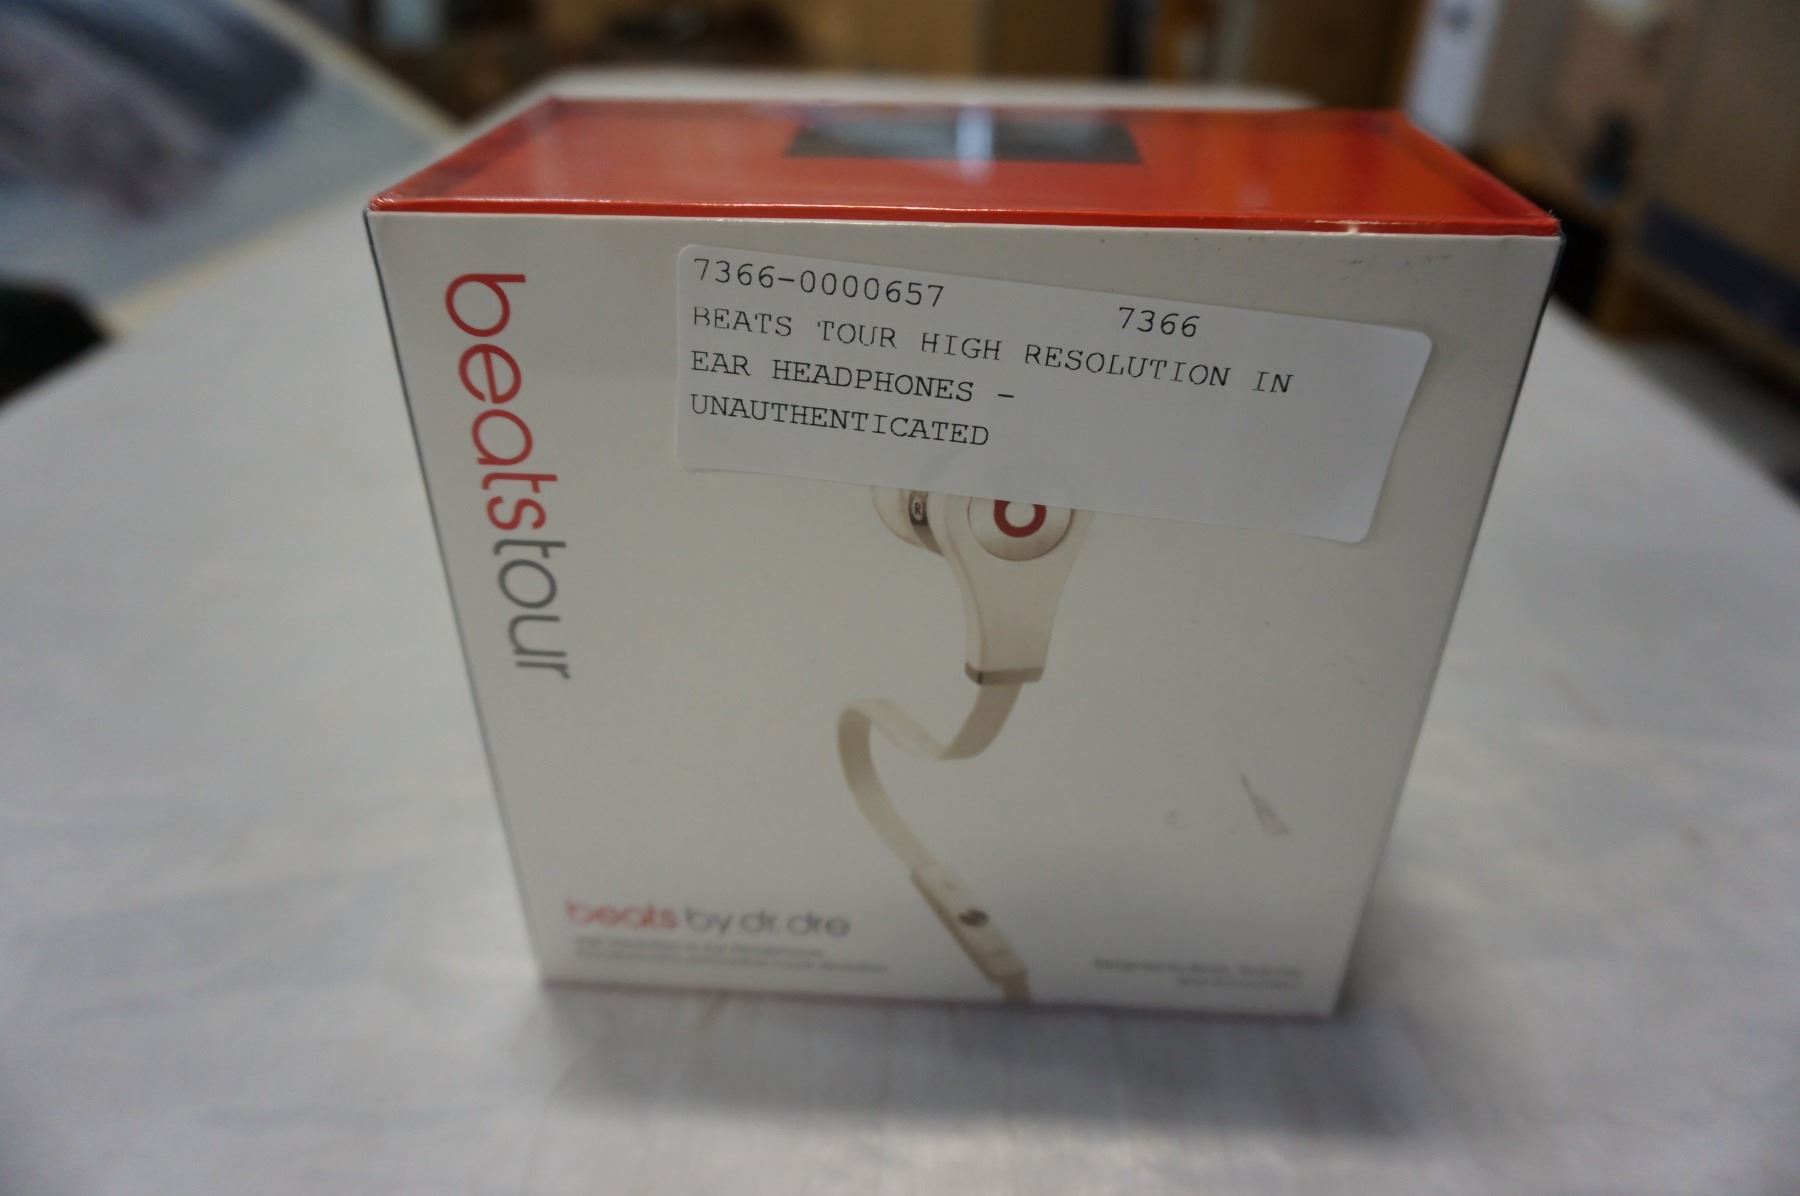 7366-0000657 7366
BEATS TOUR HIGH RESOLUTION IN
EAR HEADPHONES -
UNAUTHENTICATED
beatstour
R
b
beats by dr. dre